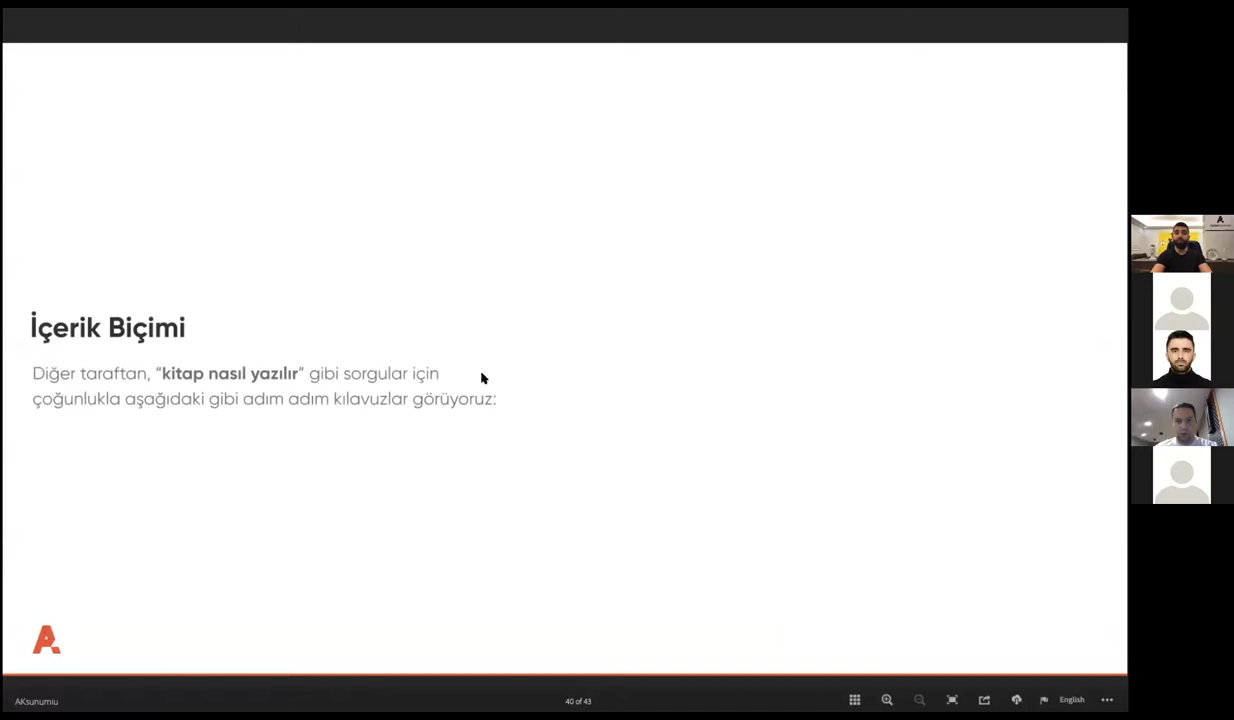 İçerik Biçimi
Diğer taraftan, “kitap nasıl yazılır“ gibi sorgular için
çoğunlukla aşağıdaki gibi adım adım kılavuzlar görüyoruz:
AKsunumiu
40 of 43
English